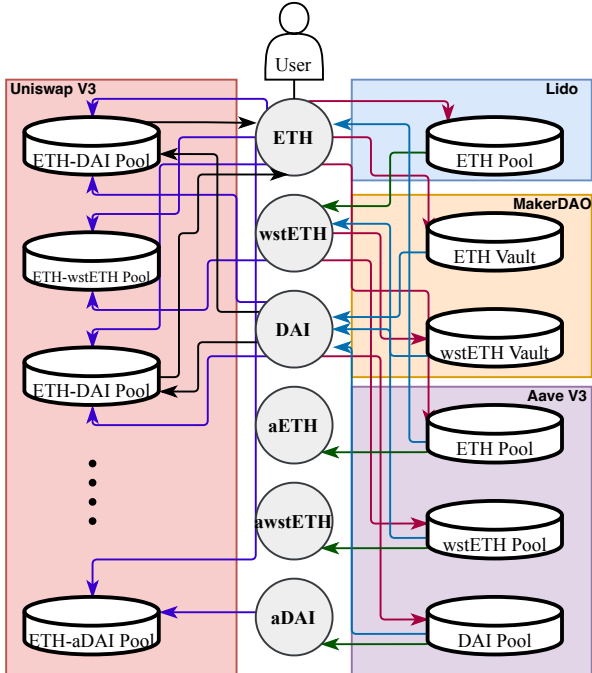 User
Uniswap V3
Lido
ETH-DAI Pool
ETH
ETH Pool
MakerDAO
ETH-wstETH Pool
wstETH
ETH Vault
ETH-DAI Pool
DAI
wstETH Vault
Aave V3
aETH
ETH Pool
awstETH
wstETH Pool
ETH-aDAI Pool
aDAI
DAI Pool